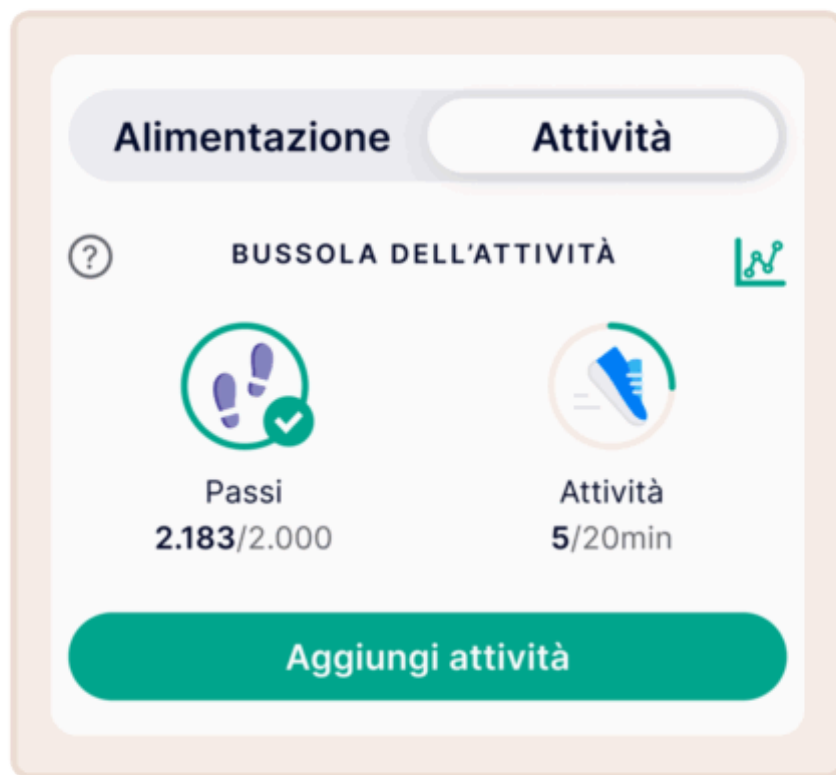 Alimentazione Attività
?
BUSSOLA DELL'ATTIVITÀ
Passi
2.183/2.000
Attività
5/20min
Aggiungi attività